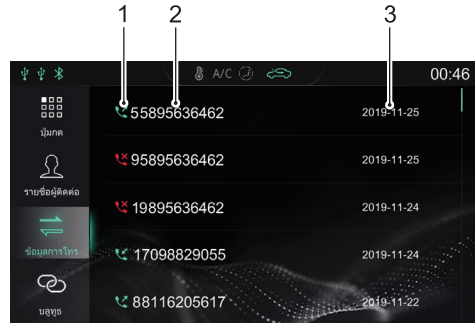 1 2 3
A/C 00:46
ปุ่มกด
รายชื่อผู้ติดต่อ
ข้อมูลการโทร
บลูทูธ
55895636462 2019-11-25
95895636462 2019-11-25
19895636462 2019-11-24
17098829055 2019-11-24
88116205617 2019-11-22